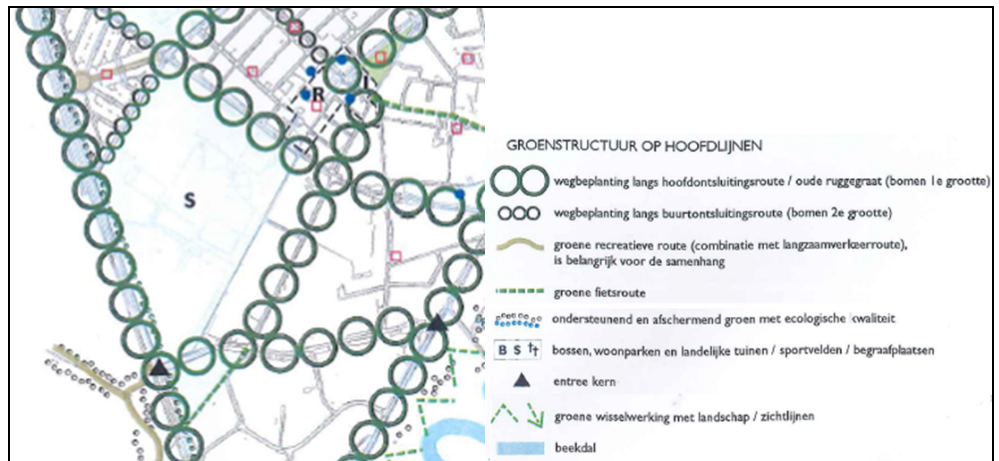 R
S
GROENSTRUCTUUR OP HOOFDLIJNEN
wegbeplanting langs hoofdontsluitingsroute / oude ruggegraat (bomen 1e grootte)
wegbeplanting langs buurtontsluitingsroute (bomen 2e grootte)
groene recreatieve route (combinatie met langzaamverkeerroute),
is belangrijk voor de samenhang
groene fietsroute
ondersteunend en afschermend groen met ecologische kwaliteit
B S †† bossen, woonparken en landelijke tuinen / sportvelden / begraafplaatsen
entree kern
groene wisselwerking met landschap / zichtlijnen
beekdal